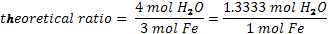 theoretical ratio = 4 mol H₂O / 3 mol Fe = 1.3333 mol H₂O / 1 mol Fe